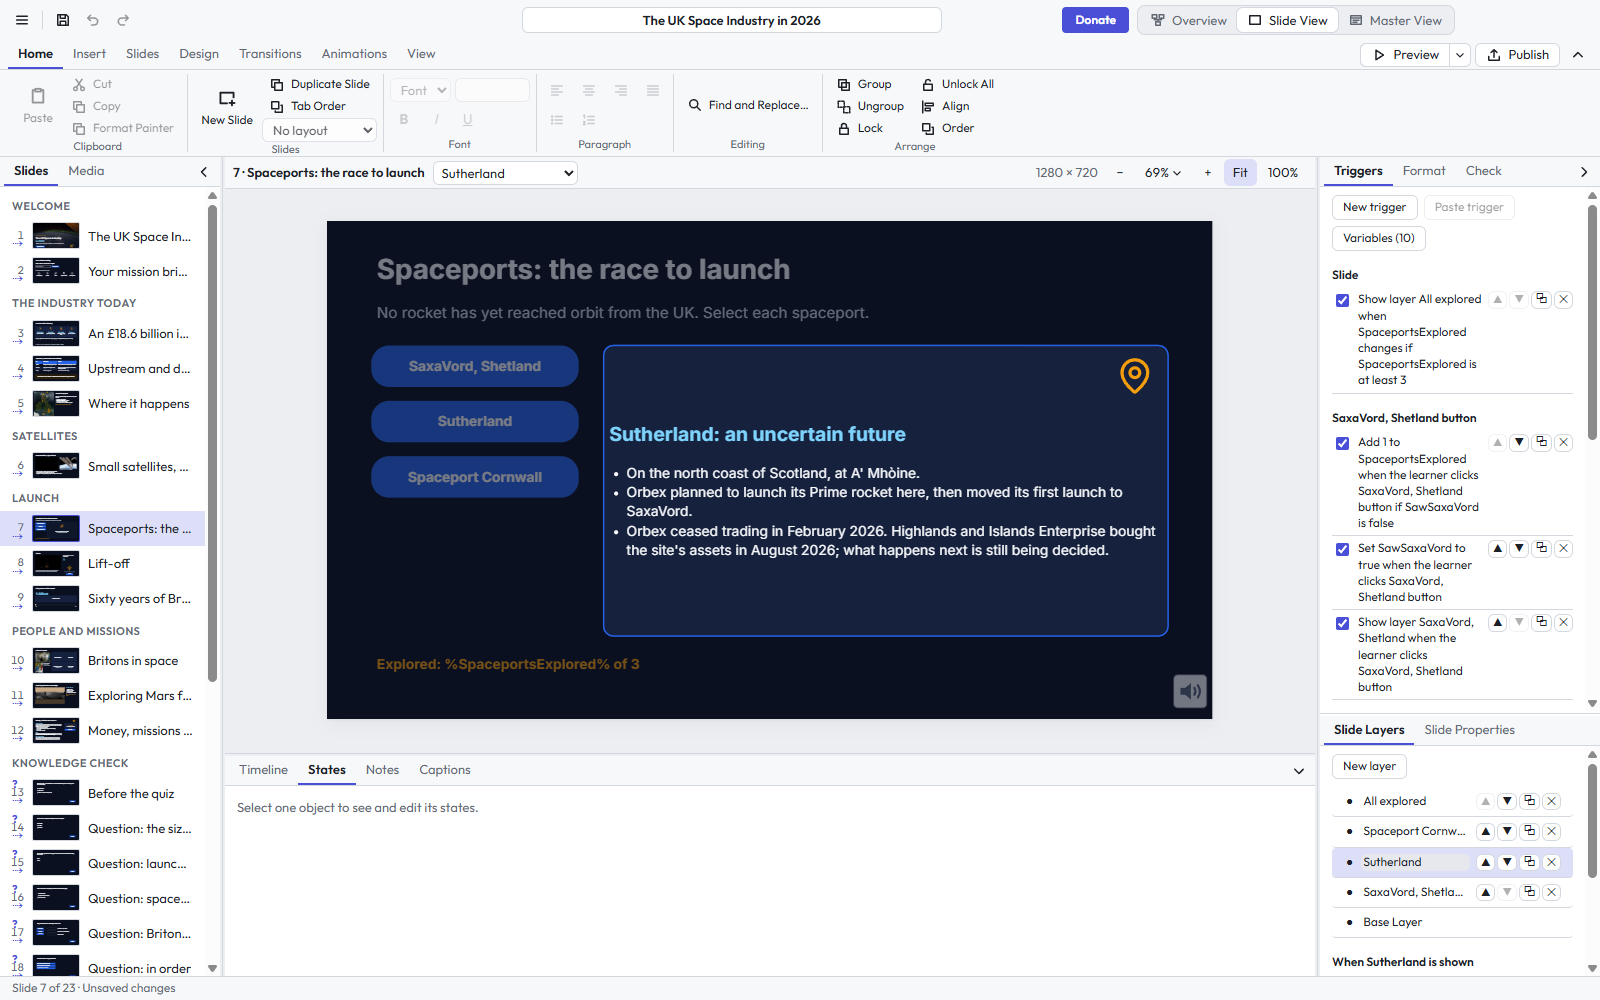 The UK Space Industry in 2026
Donate
Overview
Slide View
Master View
Home
Insert
Slides
Design
Transitions
Animations
View
Preview
Publish
Paste
Cut
Copy
Format Painter
Clipboard
New Slide
Duplicate Slide
Tab Order
No layout
Slides
Font
B I U
Font
Paragraph
Find and Replace...
Editing
Group
Ungroup
Lock
Unlock All
Align
Order
Arrange
Slides
Media
WELCOME
1 The UK Space In...
2 Your mission bri...
THE INDUSTRY TODAY
3 An £18.6 billion i...
4 Upstream and d...
5 Where it happens
SATELLITES
6 Small satellites, ...
LAUNCH
7 Spaceports: the ...
8 Lift-off
9 Sixty years of Br...
PEOPLE AND MISSIONS
10 Britons in space
11 Exploring Mars f...
12 Money, missions ...
KNOWLEDGE CHECK
? 13 Before the quiz
? 14 Question: the siz...
? 15 Question: launc...
? 16 Question: space...
? 17 Question: Briton...
? 18 Question: in order
7 · Spaceports: the race to launch
Sutherland
1280 × 720
−
69%
+
Fit
100%
Spaceports: the race to launch
No rocket has yet reached orbit from the UK. Select each spaceport.
SaxaVord, Shetland
Sutherland
Spaceport Cornwall
Sutherland: an uncertain future
• On the north coast of Scotland, at A' Mhòine.
• Orbex planned to launch its Prime rocket here, then moved its first launch to
SaxaVord.
• Orbex ceased trading in February 2026. Highlands and Islands Enterprise bought
the site's assets in August 2026; what happens next is still being decided.
Explored: %SpaceportsExplored% of 3
Timeline
States
Notes
Captions
Select one object to see and edit its states.
Triggers
Format
Check
New trigger
Paste trigger
Variables (10)
Slide
Show layer All explored
when
SpaceportsExplored
changes if
SpaceportsExplored is
at least 3
SaxaVord, Shetland button
Add 1 to
SpaceportsExplored
when the learner clicks
SaxaVord, Shetland
button if SawSaxaVord
is false
Set SawSaxaVord to
true when the learner
clicks SaxaVord,
Shetland button
Show layer SaxaVord,
Shetland when the
learner clicks
SaxaVord, Shetland
button
Slide Layers
Slide Properties
New layer
• All explored
• Spaceport Cornw...
• Sutherland
• SaxaVord, Shetla...
• Base Layer
When Sutherland is shown
Slide 7 of 23 · Unsaved changes